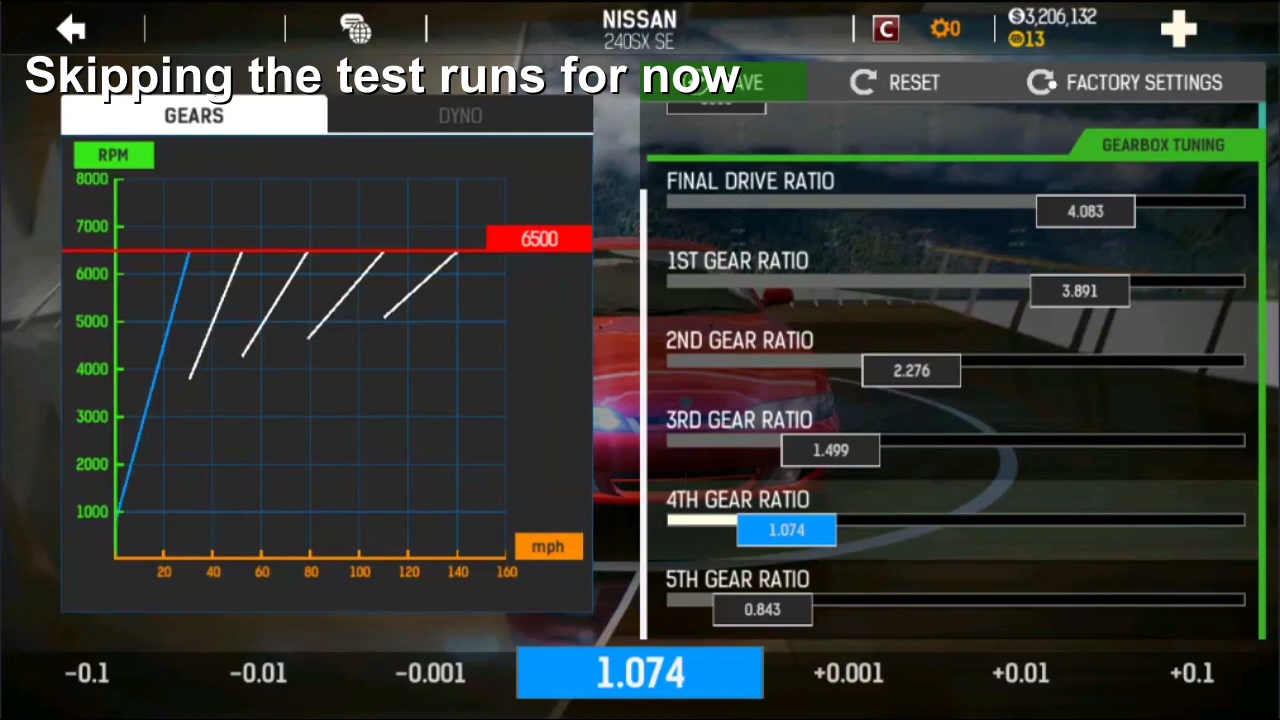 NISSAN
240SX SE
C
0
3,206,132
13
Skipping the test runs for now
RESET
FACTORY SETTINGS
GEARS
DYNO
GEARBOX TUNING
RPM
8000
7000
6000
5000
4000
3000
2000
1000
6500
20 40 60 80 100 120 140 160
mph
FINAL DRIVE RATIO
4.083
1ST GEAR RATIO
3.891
2ND GEAR RATIO
2.276
3RD GEAR RATIO
1.499
4TH GEAR RATIO
1.074
5TH GEAR RATIO
0.843
-0.1 -0.01 -0.001 1.074 +0.001 +0.01 +0.1